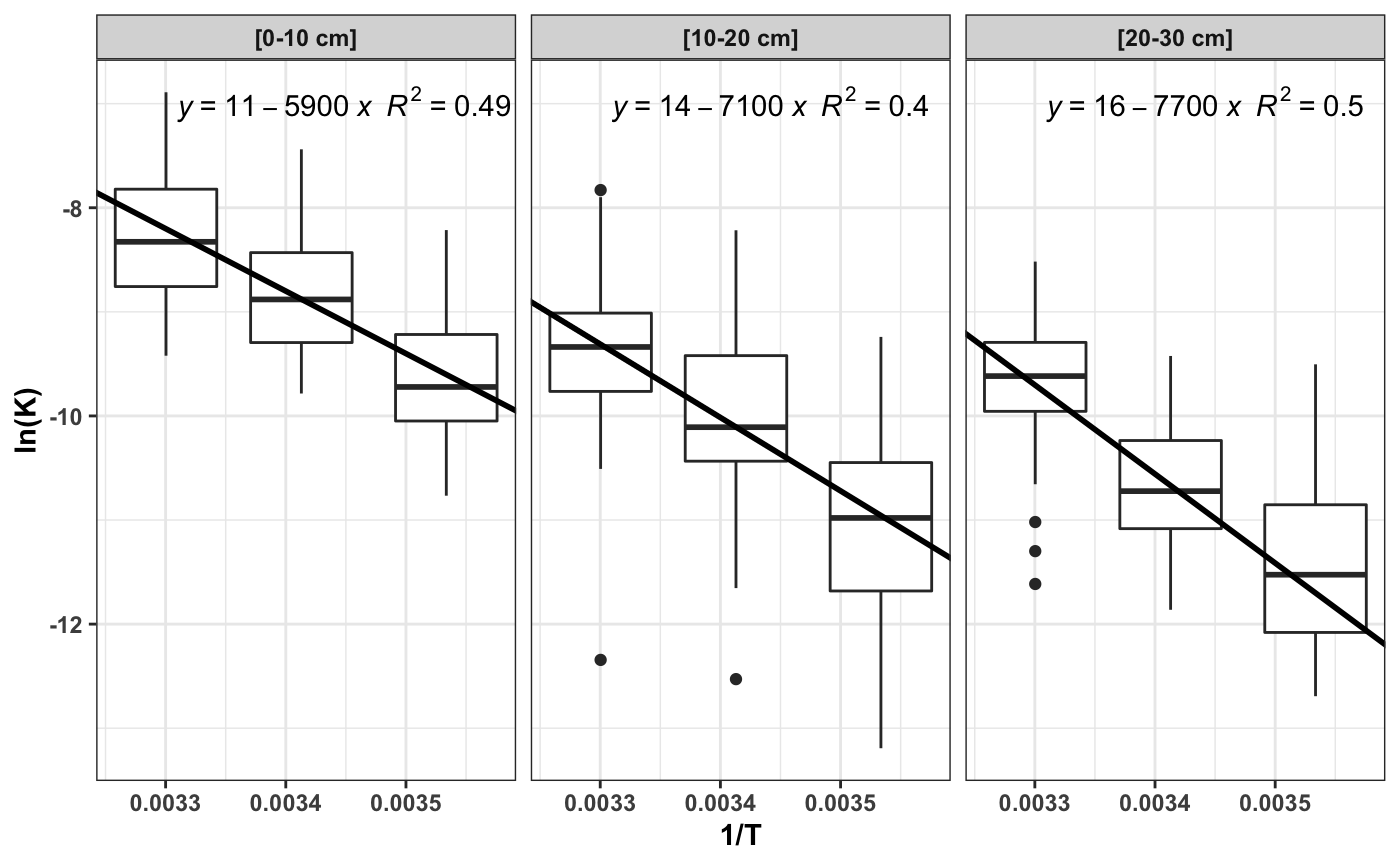 [0-10 cm] [10-20 cm] [20-30 cm]
y = 11 – 5900 x R² = 0.49 y = 14 – 7100 x R² = 0.4 y = 16 – 7700 x R² = 0.5
-8
-10
-12
ln(K)
0.0033 0.0034 0.0035 0.0033 0.0034 0.0035 0.0033 0.0034 0.0035
1/T